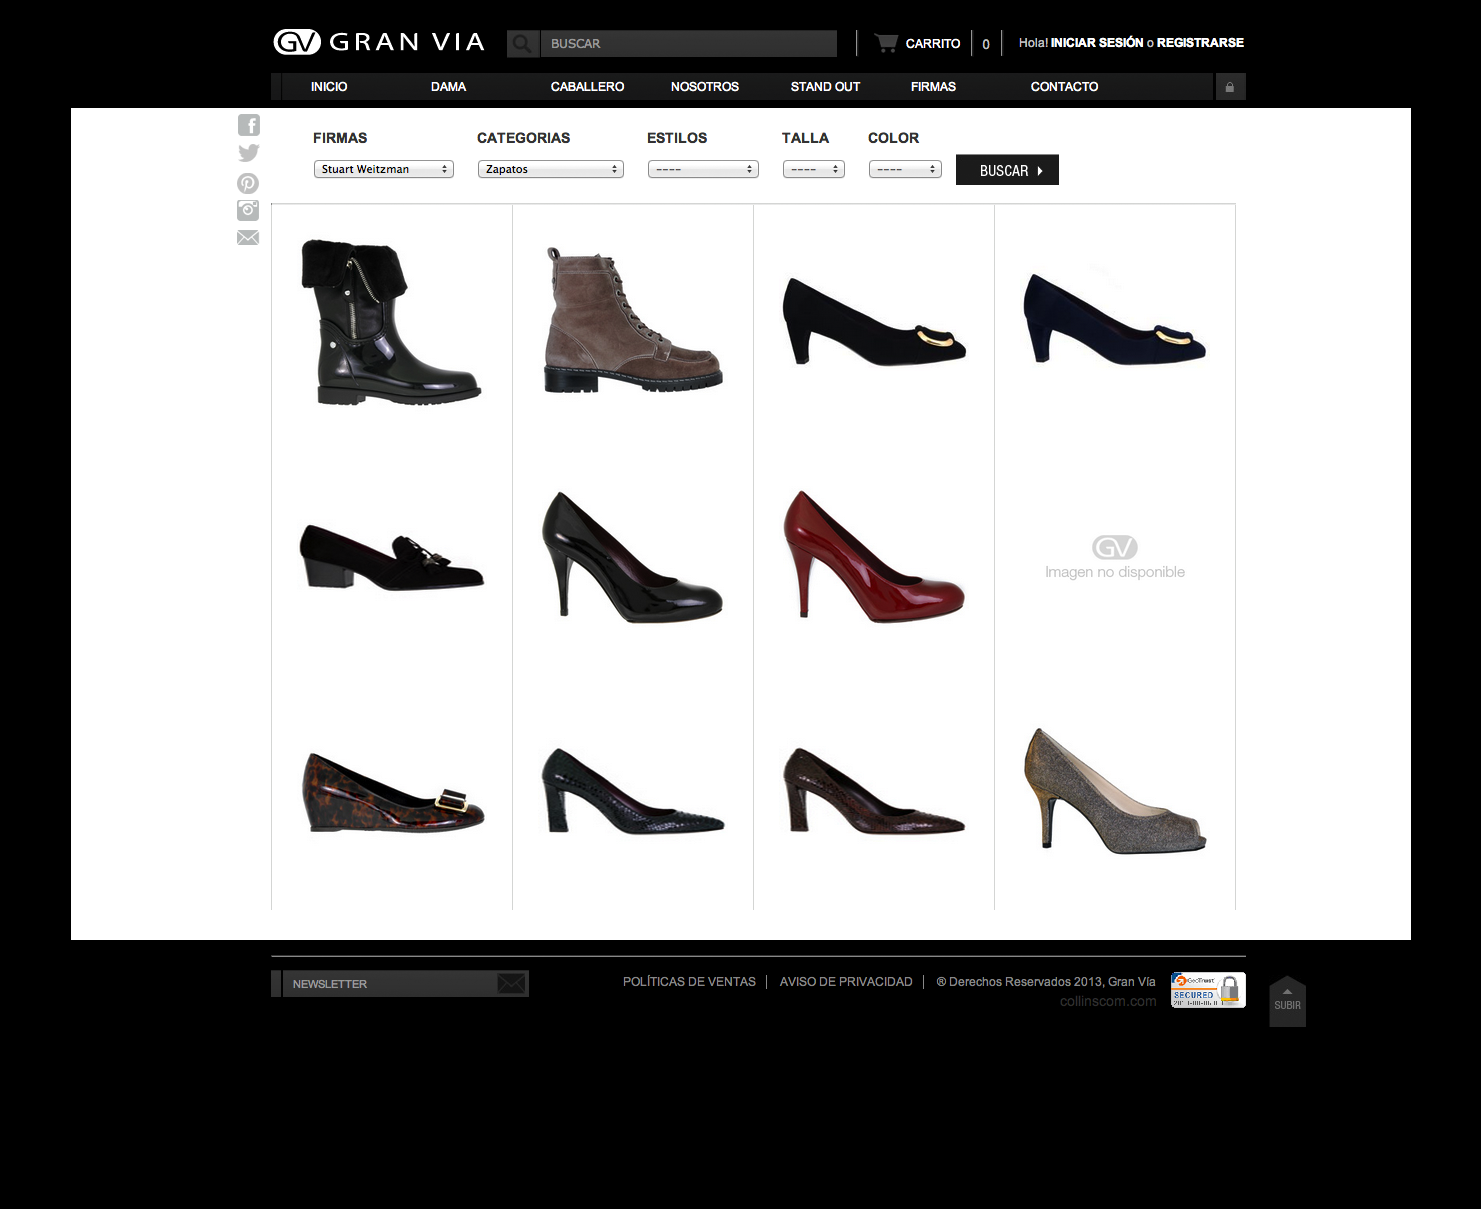 GV GRAN VIA
BUSCAR
CARRITO 0
Hola! INICIAR SESIÓN o REGISTRARSE
INICIO DAMA CABALLERO NOSOTROS STAND OUT FIRMAS CONTACTO
FIRMAS CATEGORIAS ESTILOS TALLA COLOR
Stuart Weitzman Zapatos ---- ---- ---- BUSCAR
GV
Imagen no disponible
NEWSLETTER
POLÍTICAS DE VENTAS AVISO DE PRIVACIDAD ® Derechos Reservados 2013, Gran Vía
collinscom.com
GeoTrust
SECURED
SUBIR